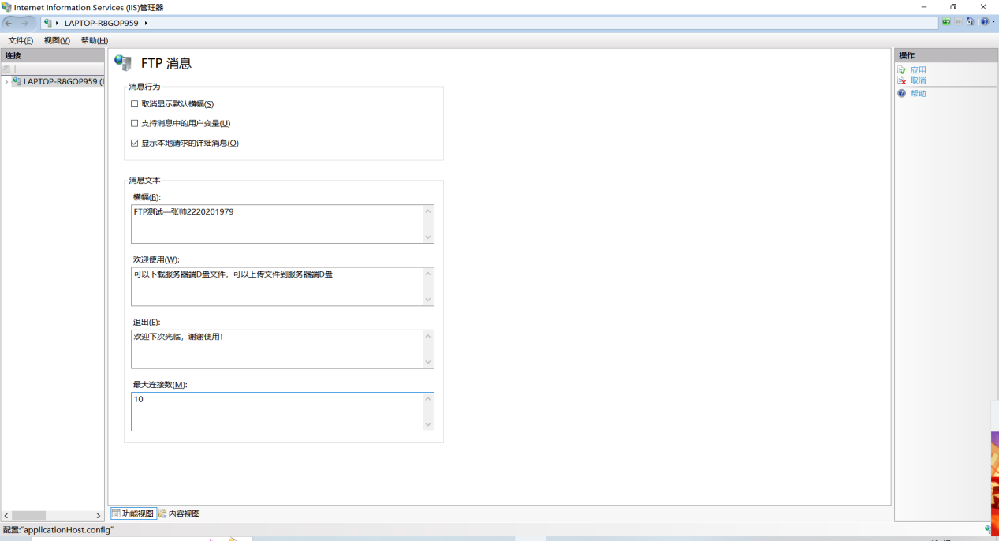 Internet Information Services (IIS)管理器
LAPTOP-R8GOP959
文件(F) 视图(V) 帮助(H)
连接
LAPTOP-R8GOP959 (I
FTP 消息
消息行为
取消显示默认横幅(S)
支持消息中的用户变量(U)
显示本地请求的详细消息(O)
消息文本
横幅(B):
FTP测试—张帅2220201979
欢迎使用(W):
可以下载服务器端D盘文件，可以上传文件到服务器端D盘
退出(E):
欢迎下次光临，谢谢使用！
最大连接数(M):
10
操作
应用
取消
帮助
功能视图 内容视图
配置:"applicationHost.config"